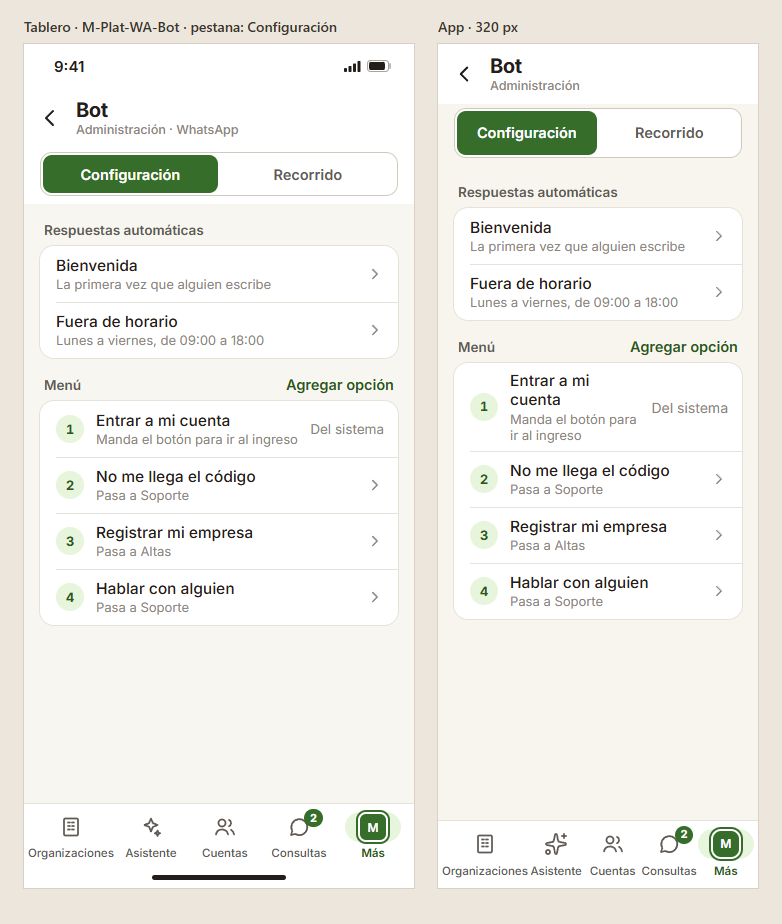 Tablero · M-Plat-WA-Bot · pestana: Configuración
9:41
Bot
Administración · WhatsApp
Configuración
Recorrido
Respuestas automáticas
Bienvenida
La primera vez que alguien escribe
Fuera de horario
Lunes a viernes, de 09:00 a 18:00
Menú
Agregar opción
1
Entrar a mi cuenta
Manda el botón para ir al ingreso
Del sistema
2
No me llega el código
Pasa a Soporte
3
Registrar mi empresa
Pasa a Altas
4
Hablar con alguien
Pasa a Soporte
Organizaciones
Asistente
Cuentas
2
Consultas
M
Más
App · 320 px
Bot
Administración
Configuración
Recorrido
Respuestas automáticas
Bienvenida
La primera vez que alguien escribe
Fuera de horario
Lunes a viernes, de 09:00 a 18:00
Menú
Agregar opción
1
Entrar a mi
cuenta
Manda el botón para
ir al ingreso
Del sistema
2
No me llega el código
Pasa a Soporte
3
Registrar mi empresa
Pasa a Altas
4
Hablar con alguien
Pasa a Soporte
Organizaciones
Asistente
Cuentas
2
Consultas
M
Más